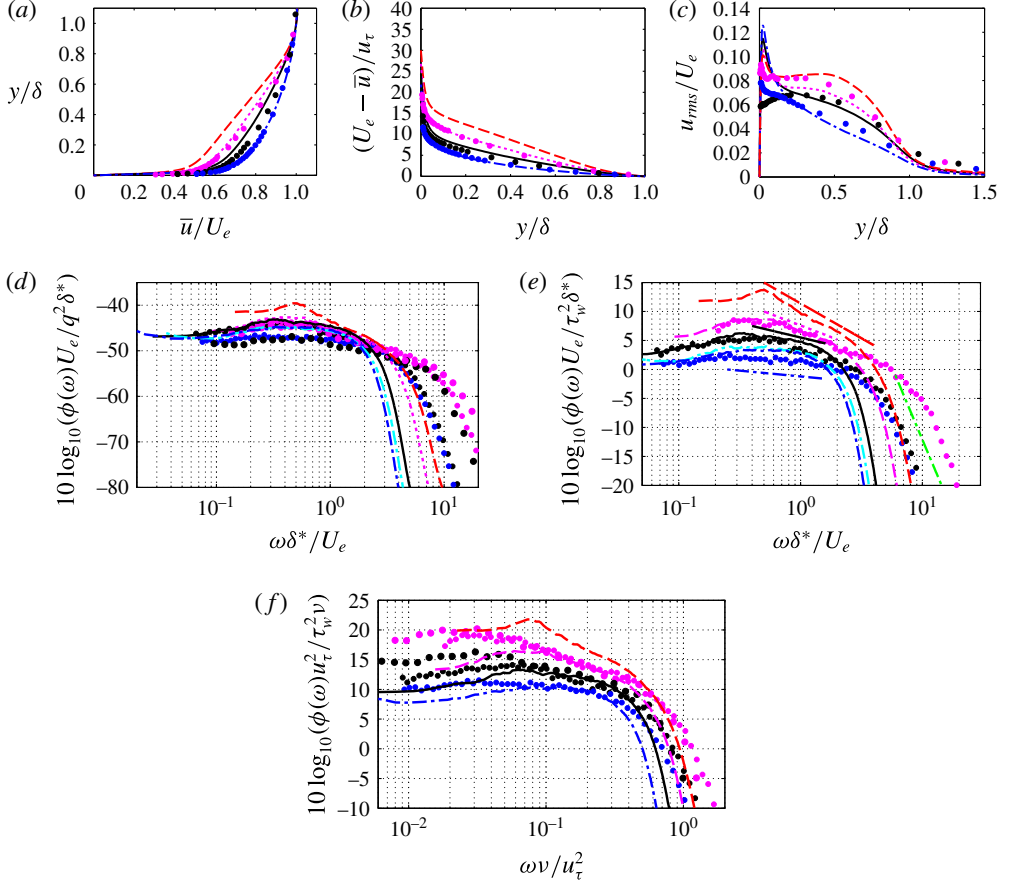 (a) (b) (c)
1.0
0.8
0.6
0.4
0.2
y/δ
0 0.2 0.4 0.6 0.8 1.0
u̅/U_e
40
35
30
25
20
15
10
5
0
(U_e − u̅)/u_τ
0 0.2 0.4 0.6 0.8 1.0
y/δ
0.14
0.12
0.10
0.08
0.06
0.04
0.02
0
u_rms/U_e
0 0.5 1.0 1.5
y/δ
(d) (e)
−40
−50
−60
−70
−80
10 log₁₀(ϕ(ω)U_e/q²δ*)
10⁻¹ 10⁰ 10¹
ωδ*/U_e
15
10
5
0
−5
−10
−15
−20
10 log₁₀(ϕ(ω)U_e/τ_w²δ*)
10⁻¹ 10⁰ 10¹
ωδ*/U_e
(f)
25
20
15
10
5
0
−5
−10
10 log₁₀(ϕ(ω)u_τ²/τ_w²ν)
10⁻² 10⁻¹ 10⁰
ων/u_τ²